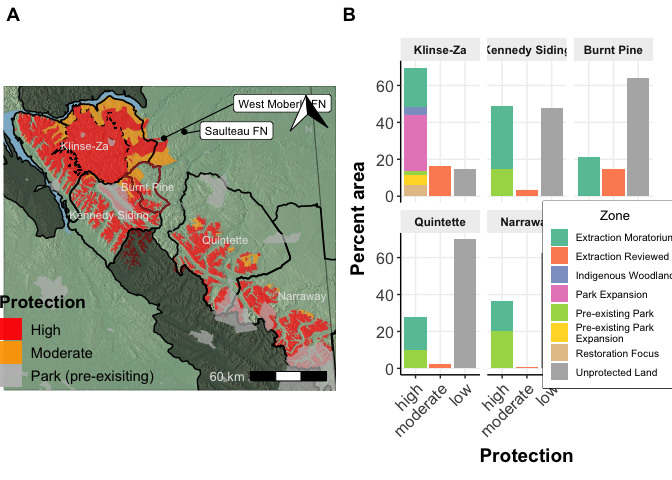 A
West Moberly FN
Saulteau FN
Klinse-Za
Burnt Pine
Kennedy Siding
Quintette
Narraway
N
Protection
High
Moderate
Park (pre-exisiting)
60 km
B
Klinse-Za
Kennedy Siding
Burnt Pine
Percent area
60
40
20
0
Quintette
60
40
20
0
high
moderate
low
high
moderate
low
Protection
Zone
Extraction Moratorium
Extraction Reviewed
Indigenous Woodland
Park Expansion
Pre-existing Park
Pre-existing Park
Expansion
Restoration Focus
Unprotected Land